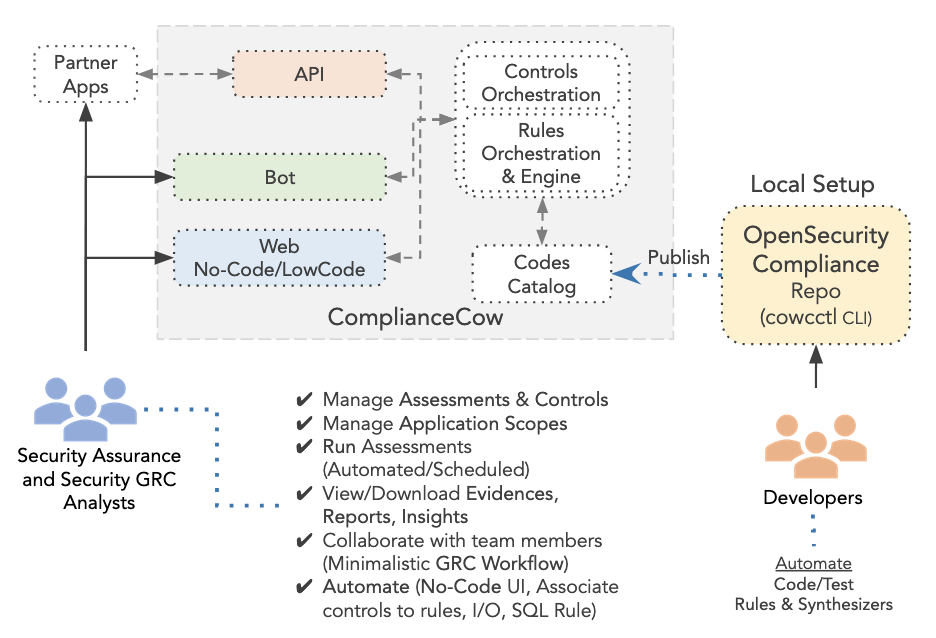 Partner
Apps
API
Controls
Orchestration
Rules
Orchestration
& Engine
Bot
Web
No-Code/LowCode
Codes
Catalog
ComplianceCow
Publish
Local Setup
OpenSecurity
Compliance
Repo
(cowcctl CLI)
Security Assurance
and Security GRC
Analysts
✔ Manage Assessments & Controls
✔ Manage Application Scopes
✔ Run Assessments
(Automated/Scheduled)
✔ View/Download Evidences,
Reports, Insights
✔ Collaborate with team members
(Minimalistic GRC Workflow)
✔ Automate (No-Code UI, Associate
controls to rules, I/O, SQL Rule)
Developers
Automate
Code/Test
Rules & Synthesizers